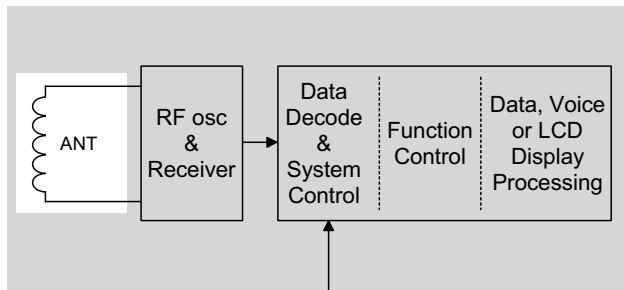 ANT
RF osc
&
Receiver
Data
Decode
&
System
Control
Function
Control
Data, Voice
or LCD
Display
Processing